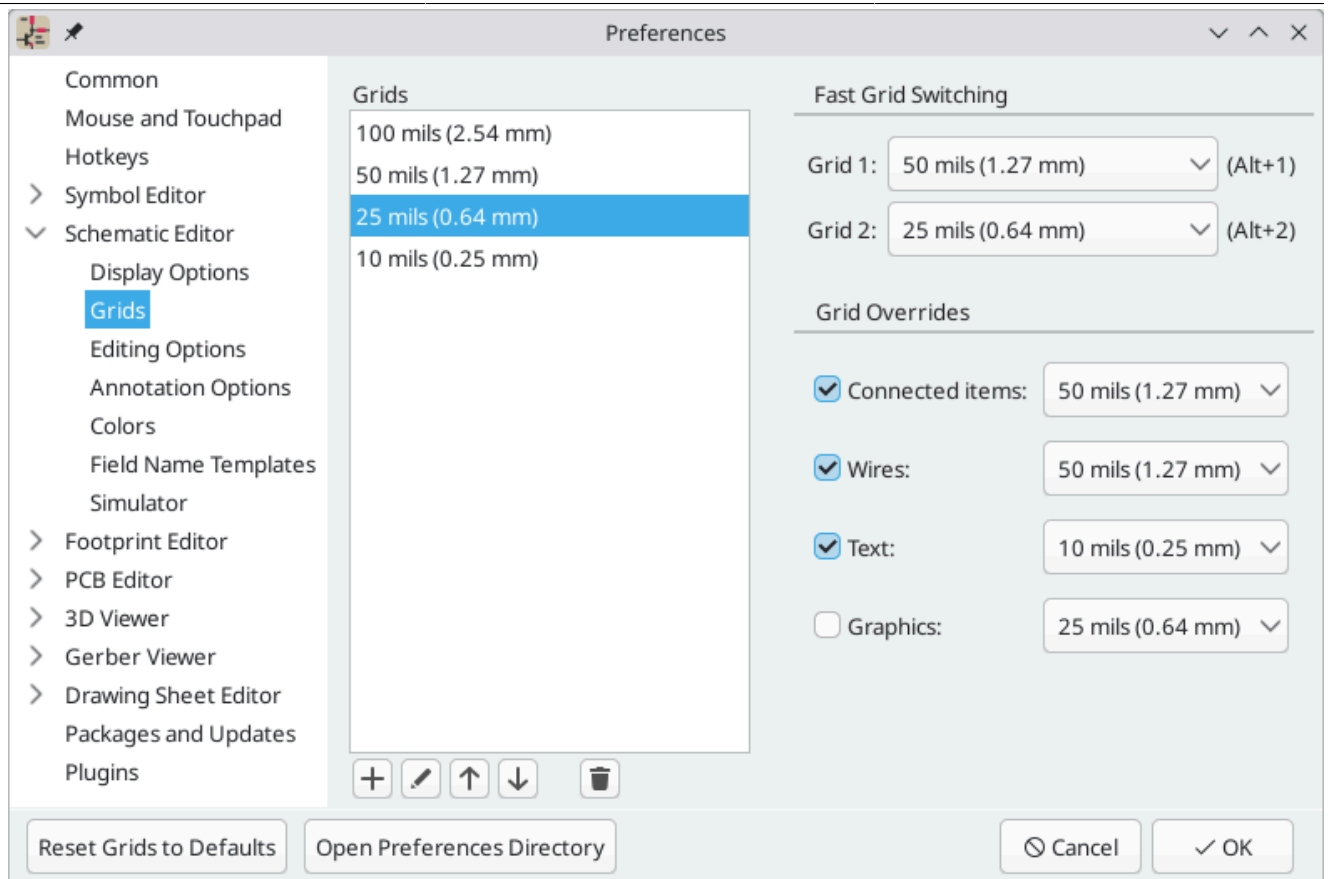 Preferences
Common
Mouse and Touchpad
Hotkeys
Symbol Editor
Schematic Editor
Display Options
Grids
Editing Options
Annotation Options
Colors
Field Name Templates
Simulator
Footprint Editor
PCB Editor
3D Viewer
Gerber Viewer
Drawing Sheet Editor
Packages and Updates
Plugins
Grids
100 mils (2.54 mm)
50 mils (1.27 mm)
25 mils (0.64 mm)
10 mils (0.25 mm)
Fast Grid Switching
Grid 1: 50 mils (1.27 mm) (Alt+1)
Grid 2: 25 mils (0.64 mm) (Alt+2)
Grid Overrides
Connected items: 50 mils (1.27 mm)
Wires: 50 mils (1.27 mm)
Text: 10 mils (0.25 mm)
Graphics: 25 mils (0.64 mm)
Reset Grids to Defaults Open Preferences Directory Cancel OK